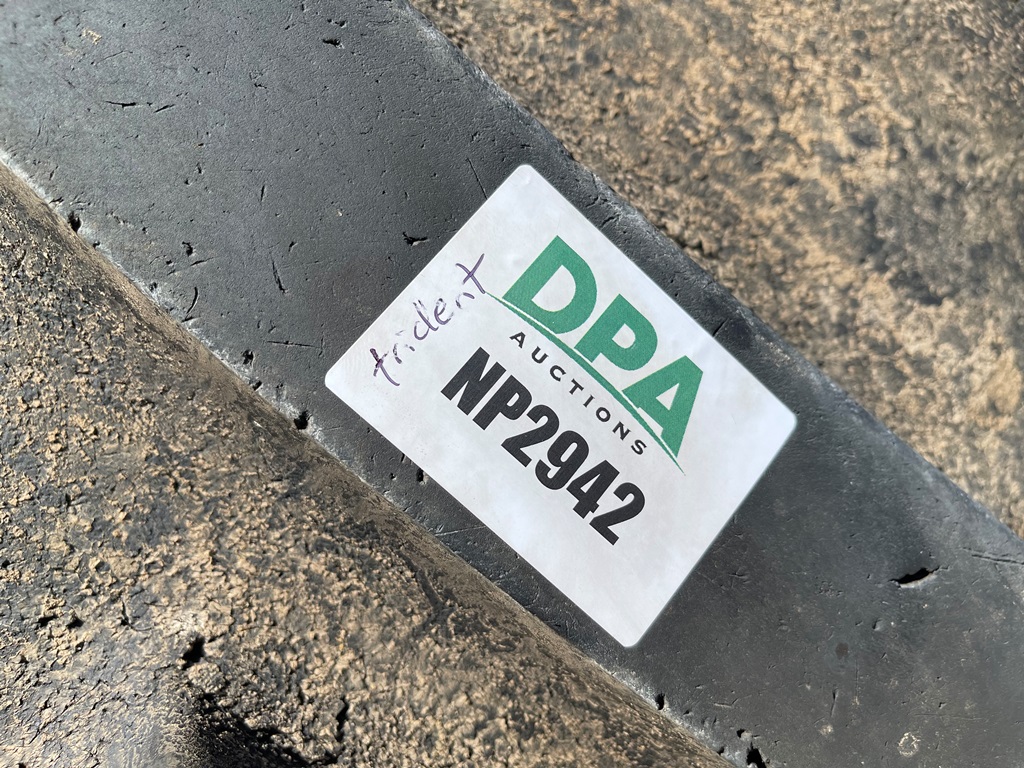 trident
DPA
AUCTIONS
NP2942